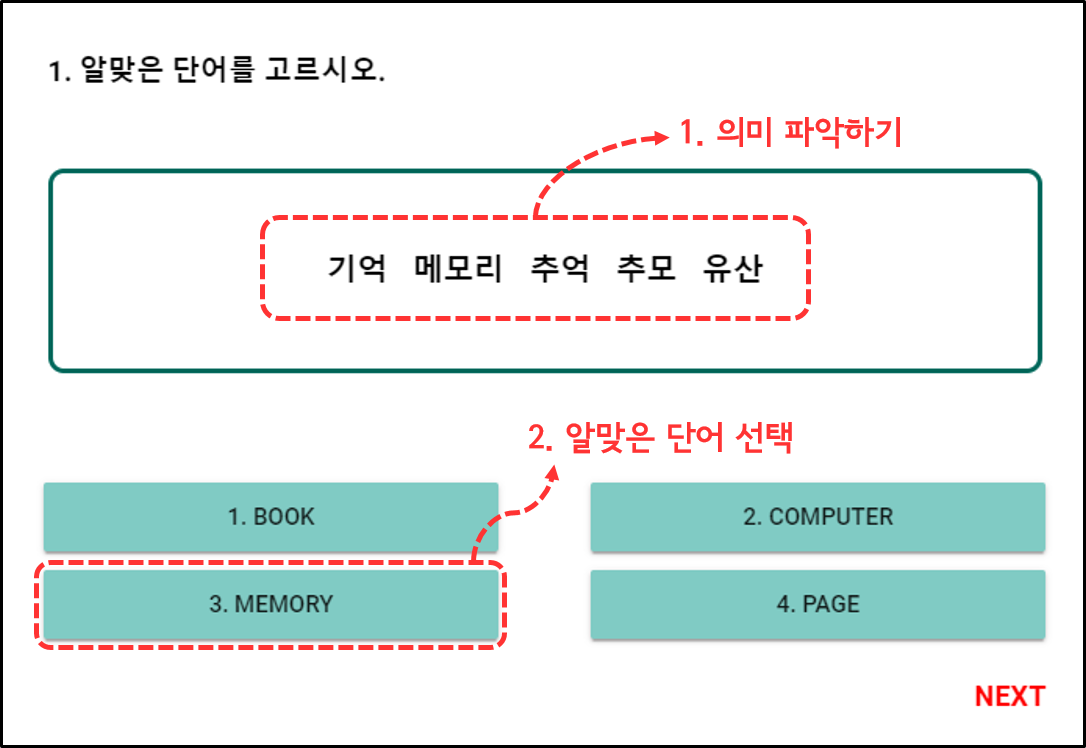 1. 알맞은 단어를 고르시오.
1. 의미 파악하기
기억 메모리 추억 추모 유산
2. 알맞은 단어 선택
1. BOOK
2. COMPUTER
3. MEMORY
4. PAGE
NEXT